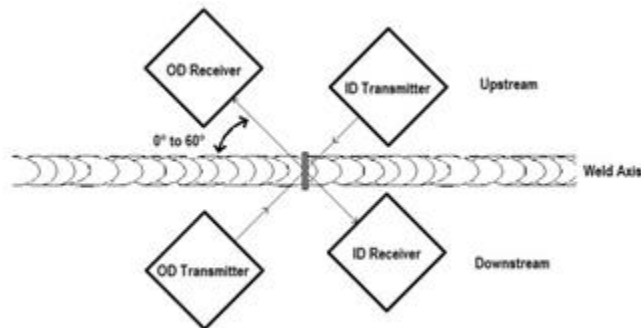 OD Receiver
ID Transmitter
Upstream
0° to 60°
Weld Axis
OD Transmitter
ID Receiver
Downstream